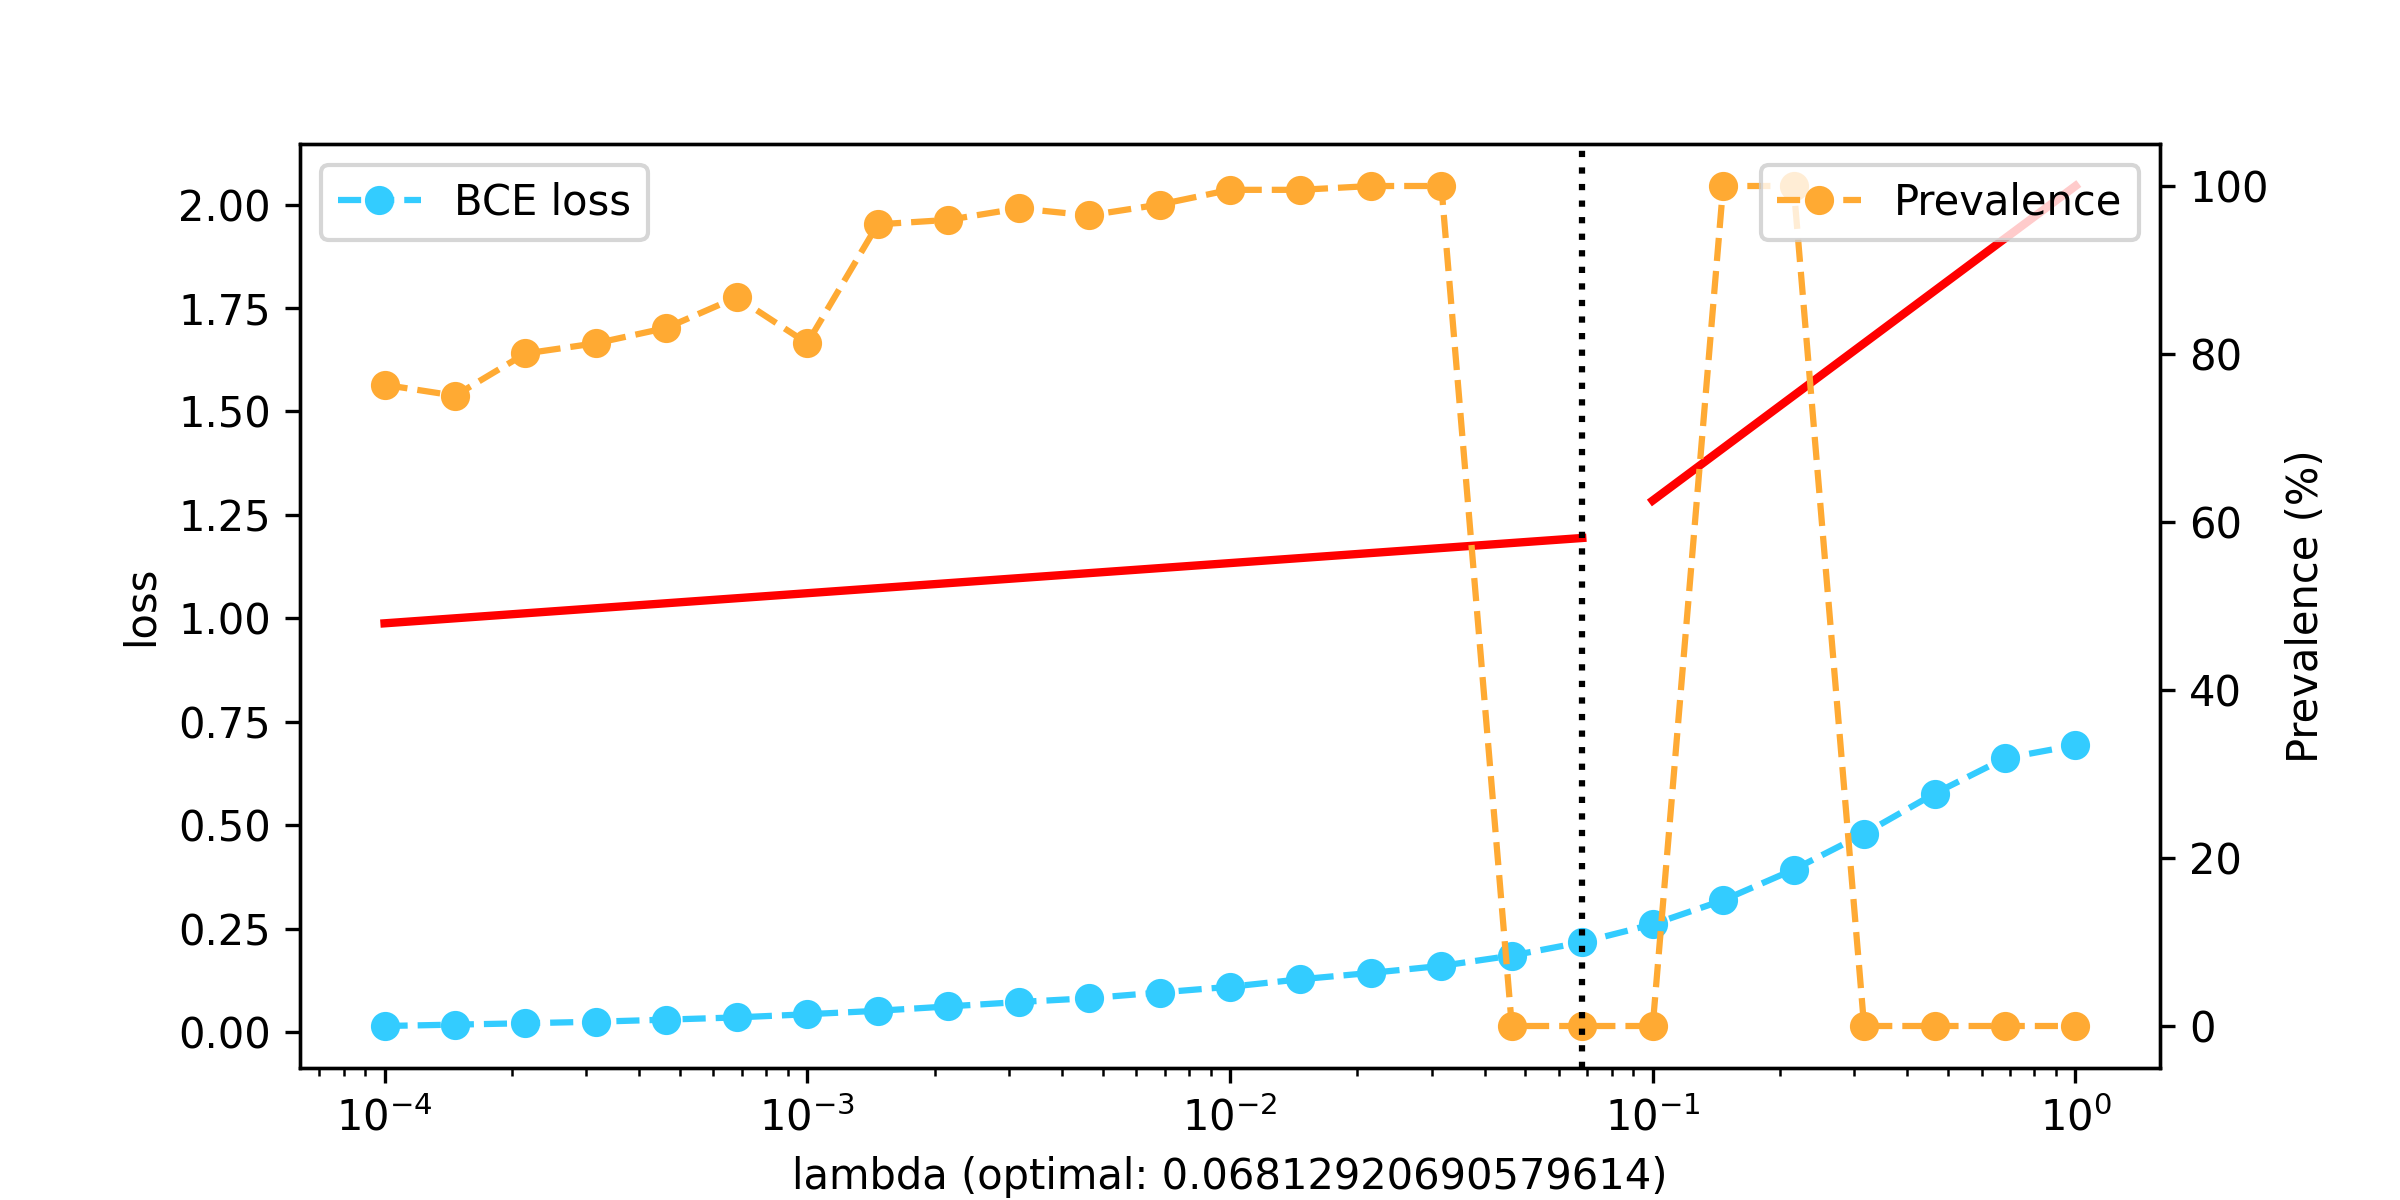 BCE loss
Prevalence
2.00
1.75
1.50
1.25
1.00
0.75
0.50
0.25
0.00
loss
100
80
60
40
20
0
Prevalence (%)
10⁻⁴ 10⁻³ 10⁻² 10⁻¹ 10⁰
lambda (optimal: 0.06812920690579614)